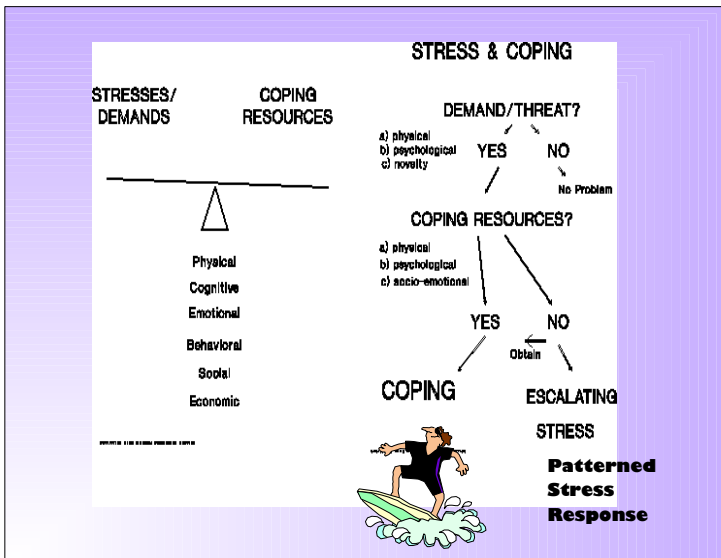 STRESS & COPING
STRESSES/
DEMANDS
COPING
RESOURCES
Physical
Cognitive
Emotional
Behavioral
Social
Economic
DEMAND/THREAT?
a) physical
b) psychological
c) novelty
YES
NO
No Problem
COPING RESOURCES?
a) physical
b) psychological
c) socio-emotional
YES
NO
Obtain
COPING
ESCALATING
STRESS
Patterned
Stress
Response